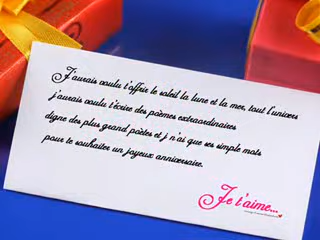 J'aurais voulu t'offrir le soleil la lune et la mer, tout l'univers
j'aurais voulu t'écrire des poèmes extraordinaires
digne des plus grand poètes et j n'ai que ses simple mots
pour te souhaiter un joyeux anniversaire.
Je t'aime...